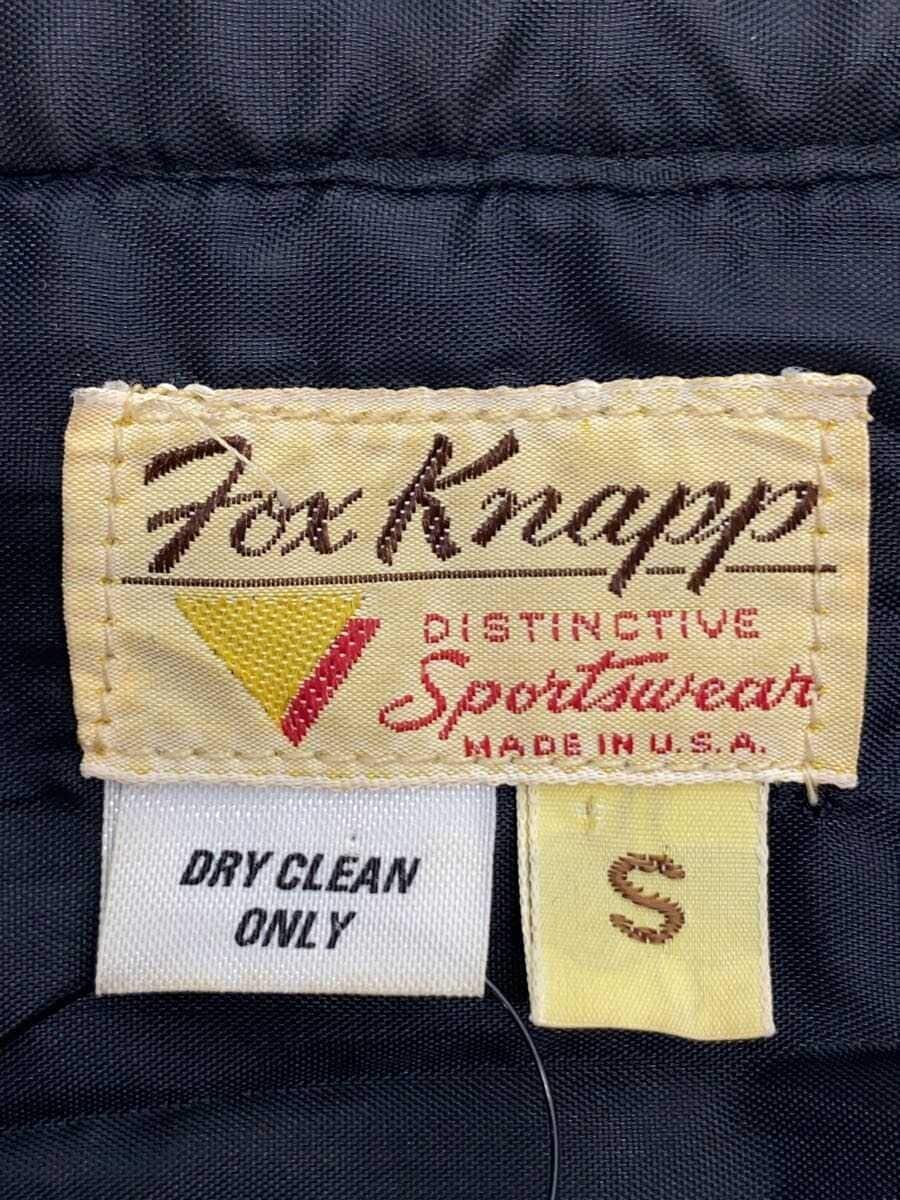 Fox Knapp
DISTINCTIVE
Sportswear
MADE IN U.S.A.
DRY CLEAN
ONLY
S